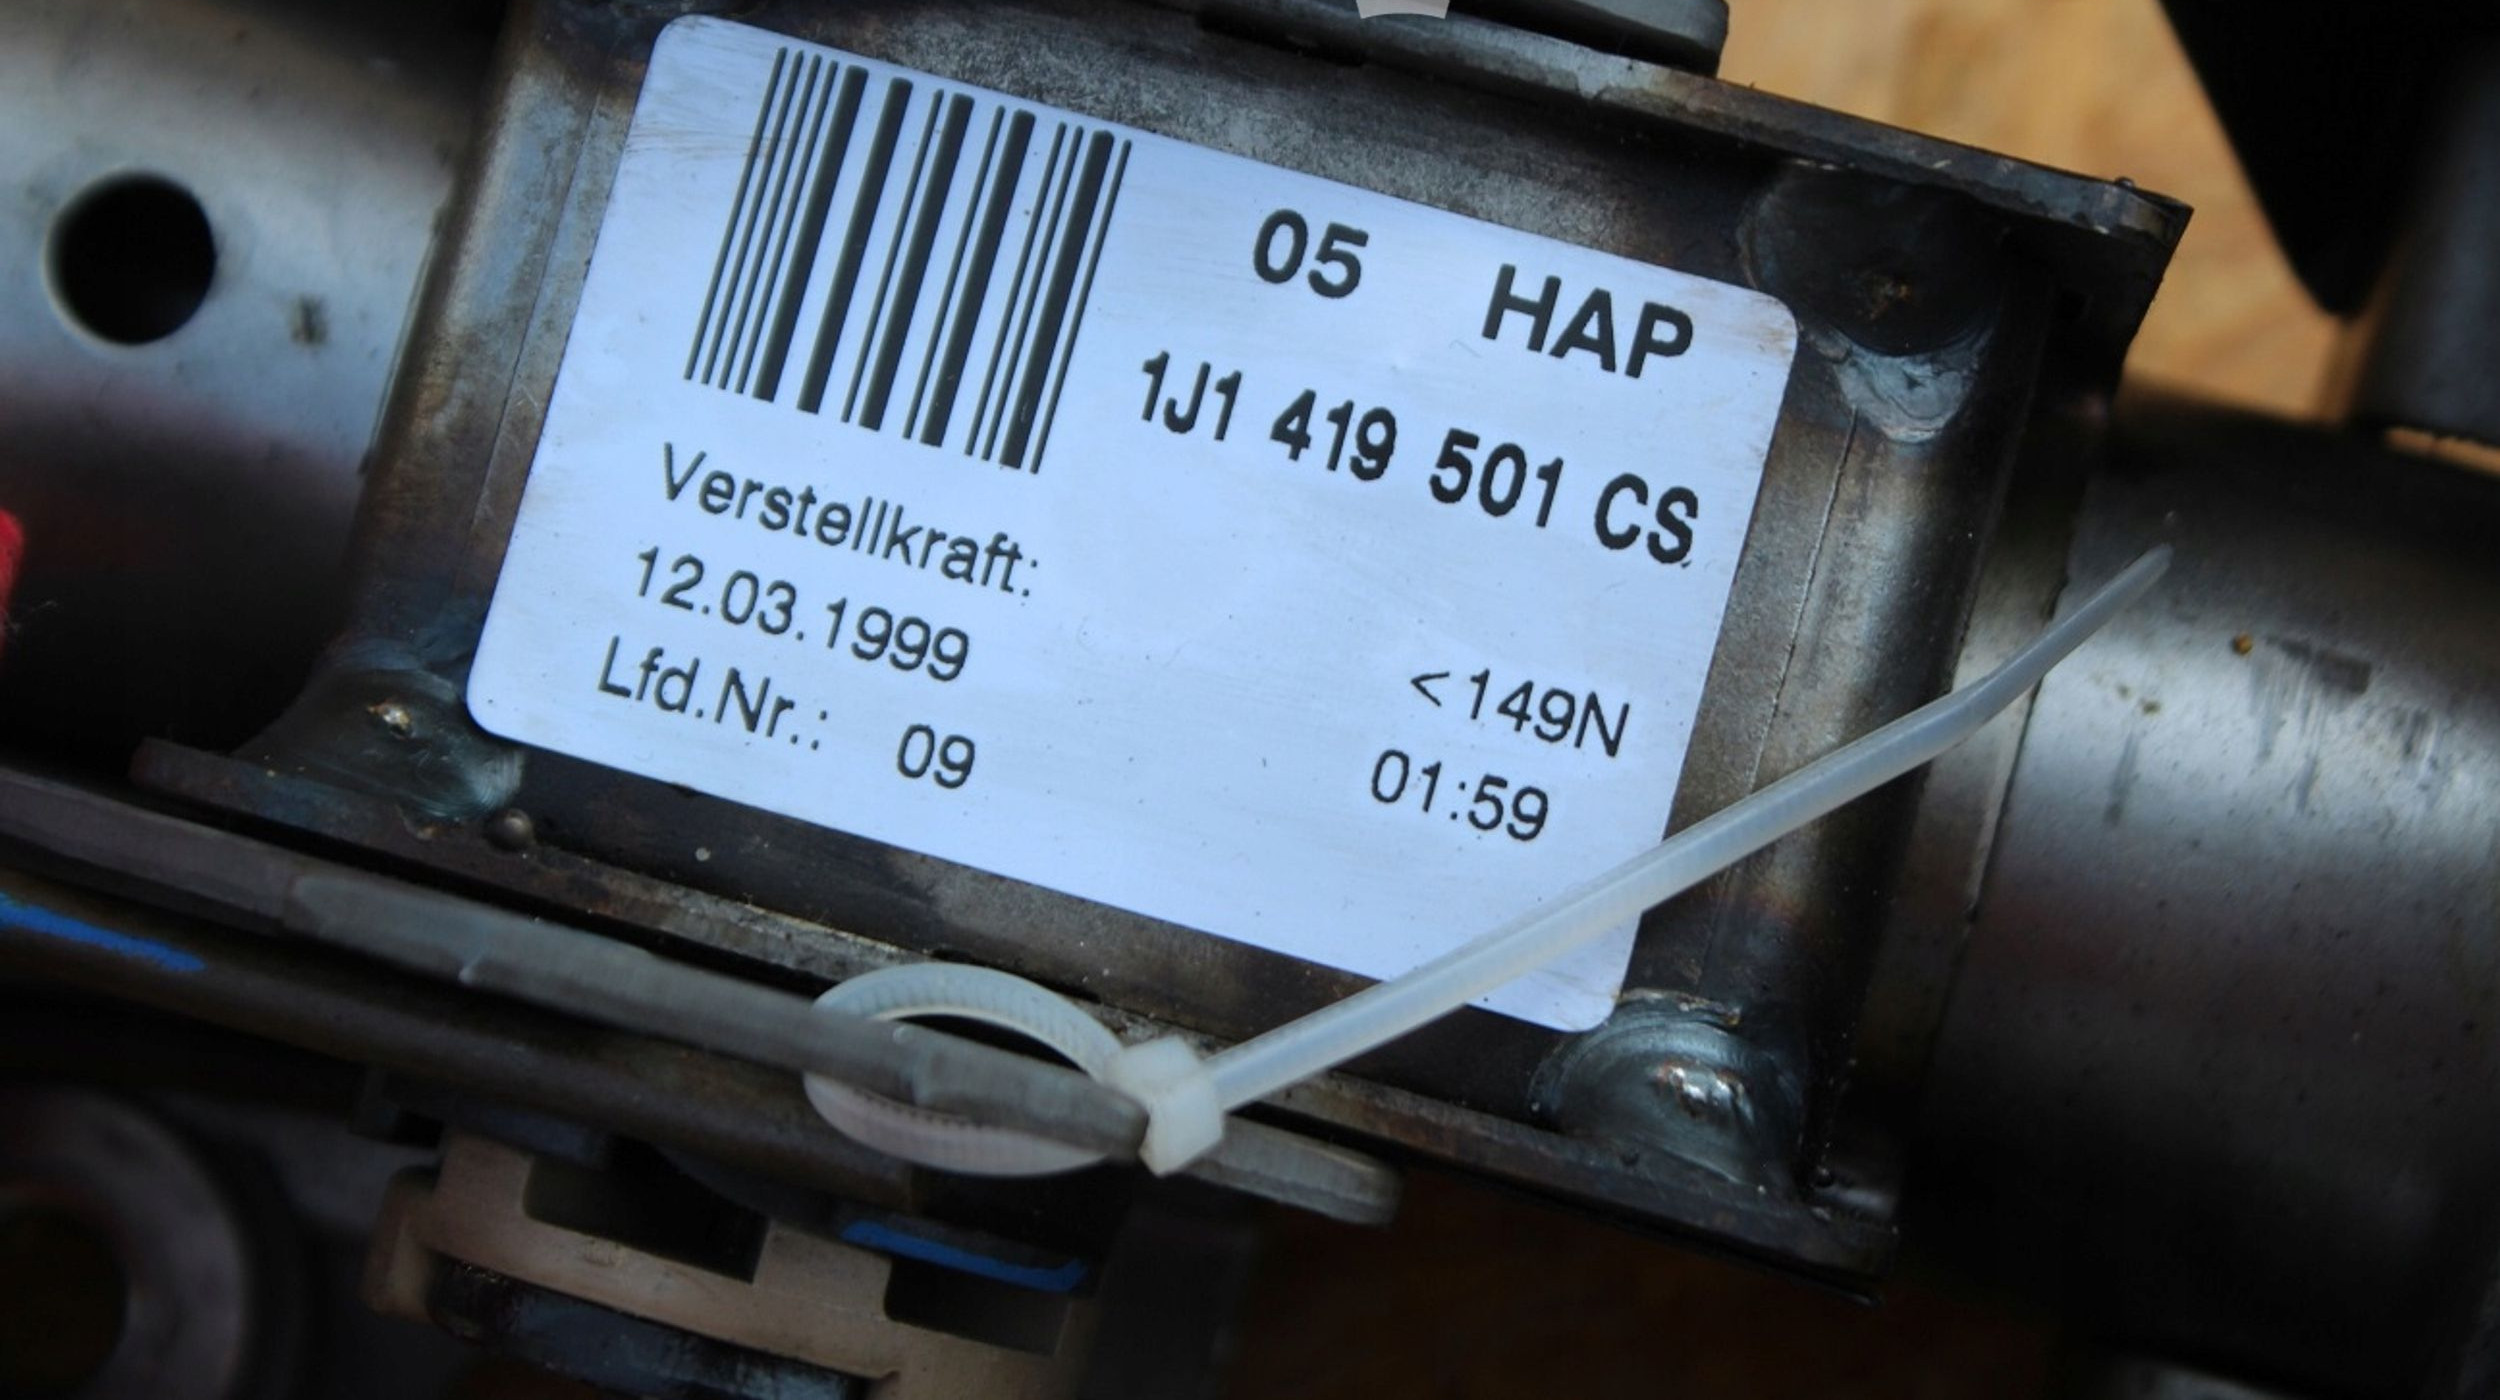 05 HAP
1J1 419 501 CS
Verstellkraft: <149N
12.03.1999 01:59
Lfd.Nr.: 09